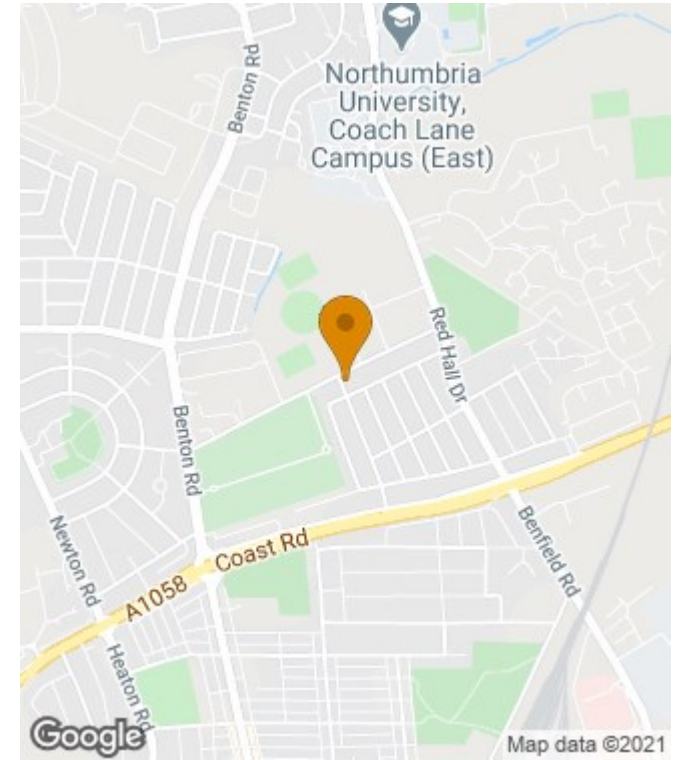 Benton Rd
Northumbria
University,
Coach Lane
Campus (East)
Red Hall Dr
Benton Rd
Newton Rd
Coast Rd
A1058
Benfield Rd
Heaton Rd
Google
Map data ©2021